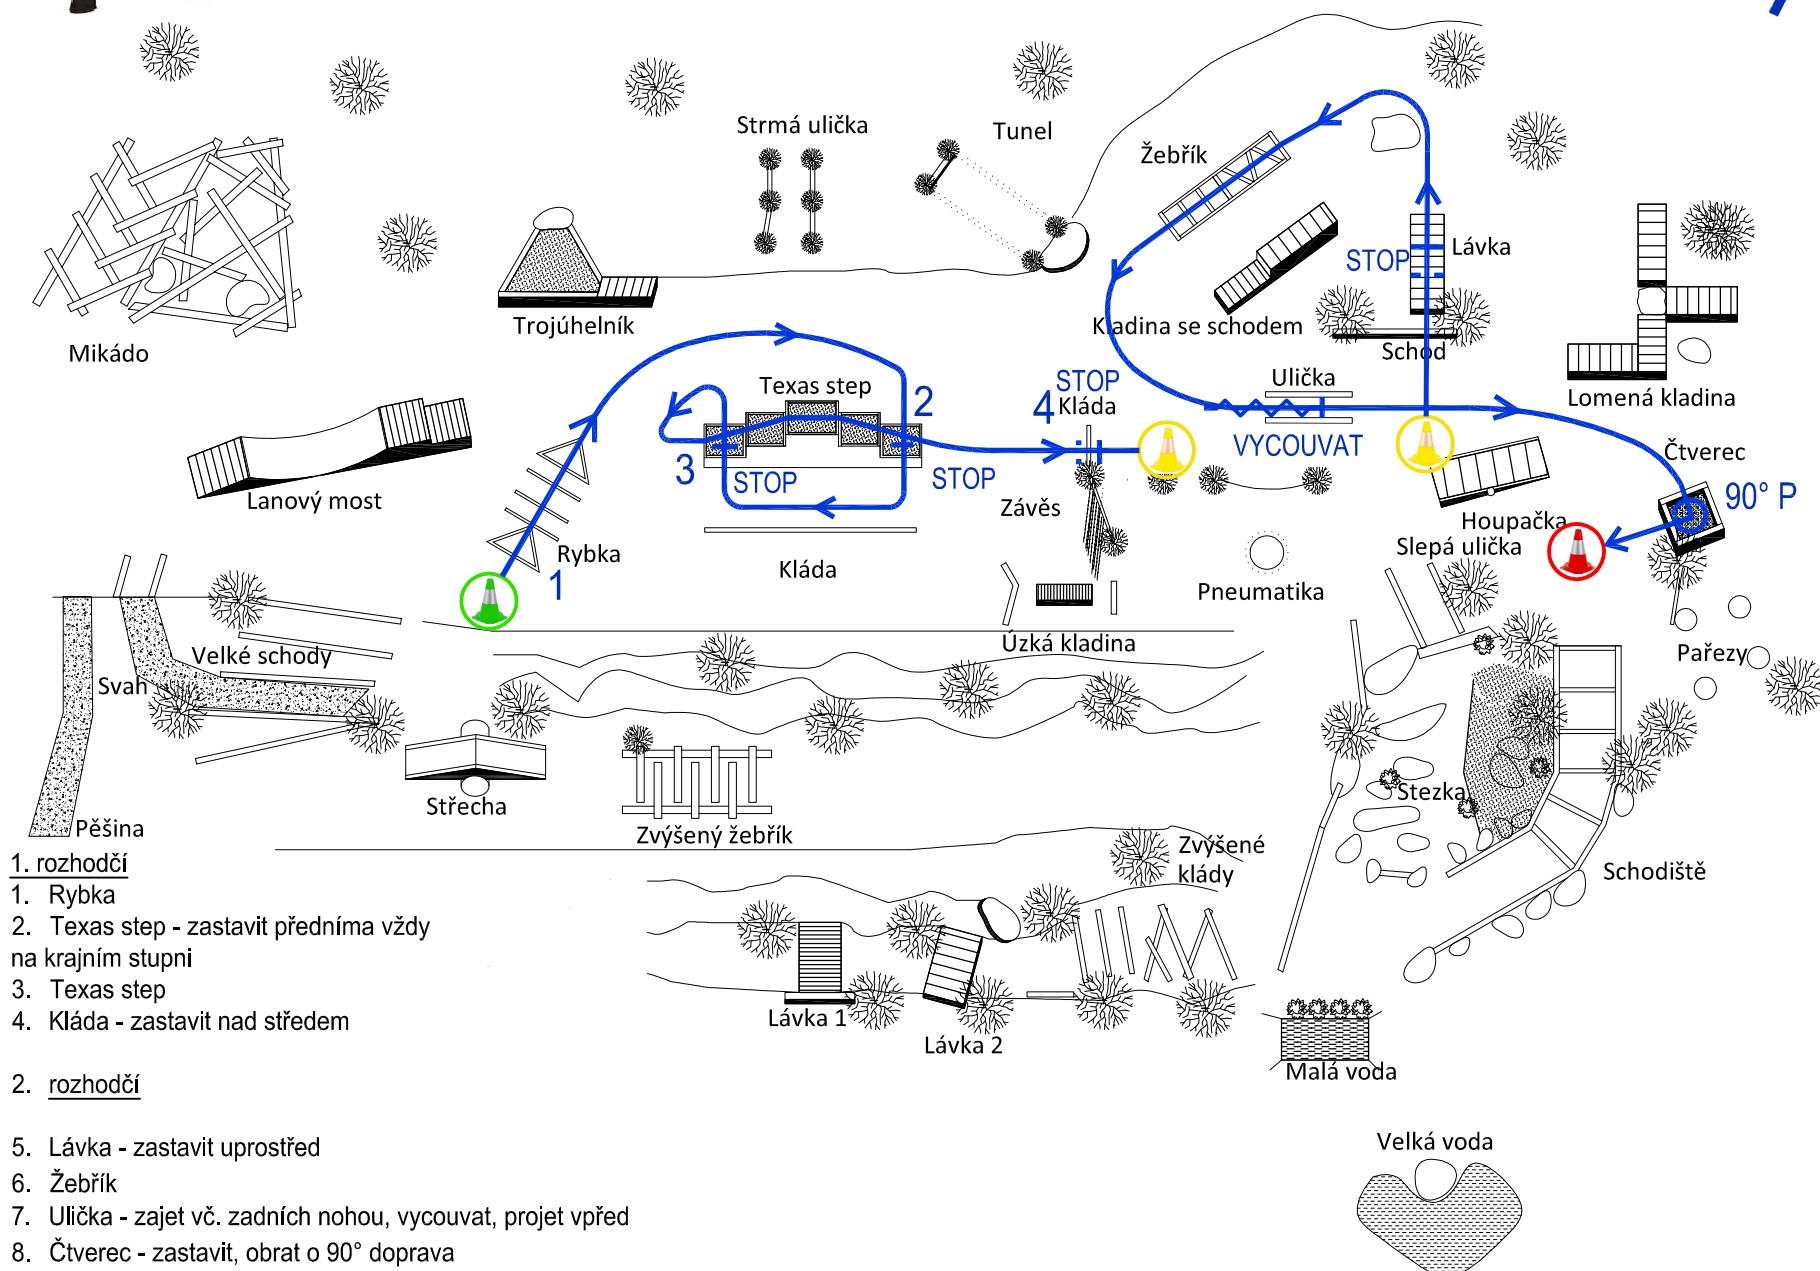 Strmá ulička
Tunel
Žebřík
STOP
Lávka
Mikádo
Trojúhelník
Kladina se schodem
Schod
Lomená kladina
Texas step
2
STOP
4
Kláda
Ulička
VYCOUVAT
Čtverec
90° P
Lanový most
3
STOP
STOP
Závěs
Houpačka
Slepá ulička
Rybka
1
Kláda
Pneumatika
Úzká kladina
Velké schody
Svah
Pařezy
Střecha
Stezka
Pěšina
Zvýšený žebřík
Zvýšené
klády
Schodiště
Lávka 1
Lávka 2
Malá voda
Velká voda
1. rozhodčí
1. Rybka
2. Texas step - zastavit předníma vždy
na krajním stupni
3. Texas step
4. Kláda - zastavit nad středem
2. rozhodčí
5. Lávka - zastavit uprostřed
6. Žebřík
7. Ulička - zajet vč. zadních nohou, vycouvat, projet vpřed
8. Čtverec - zastavit, obrat o 90° doprava